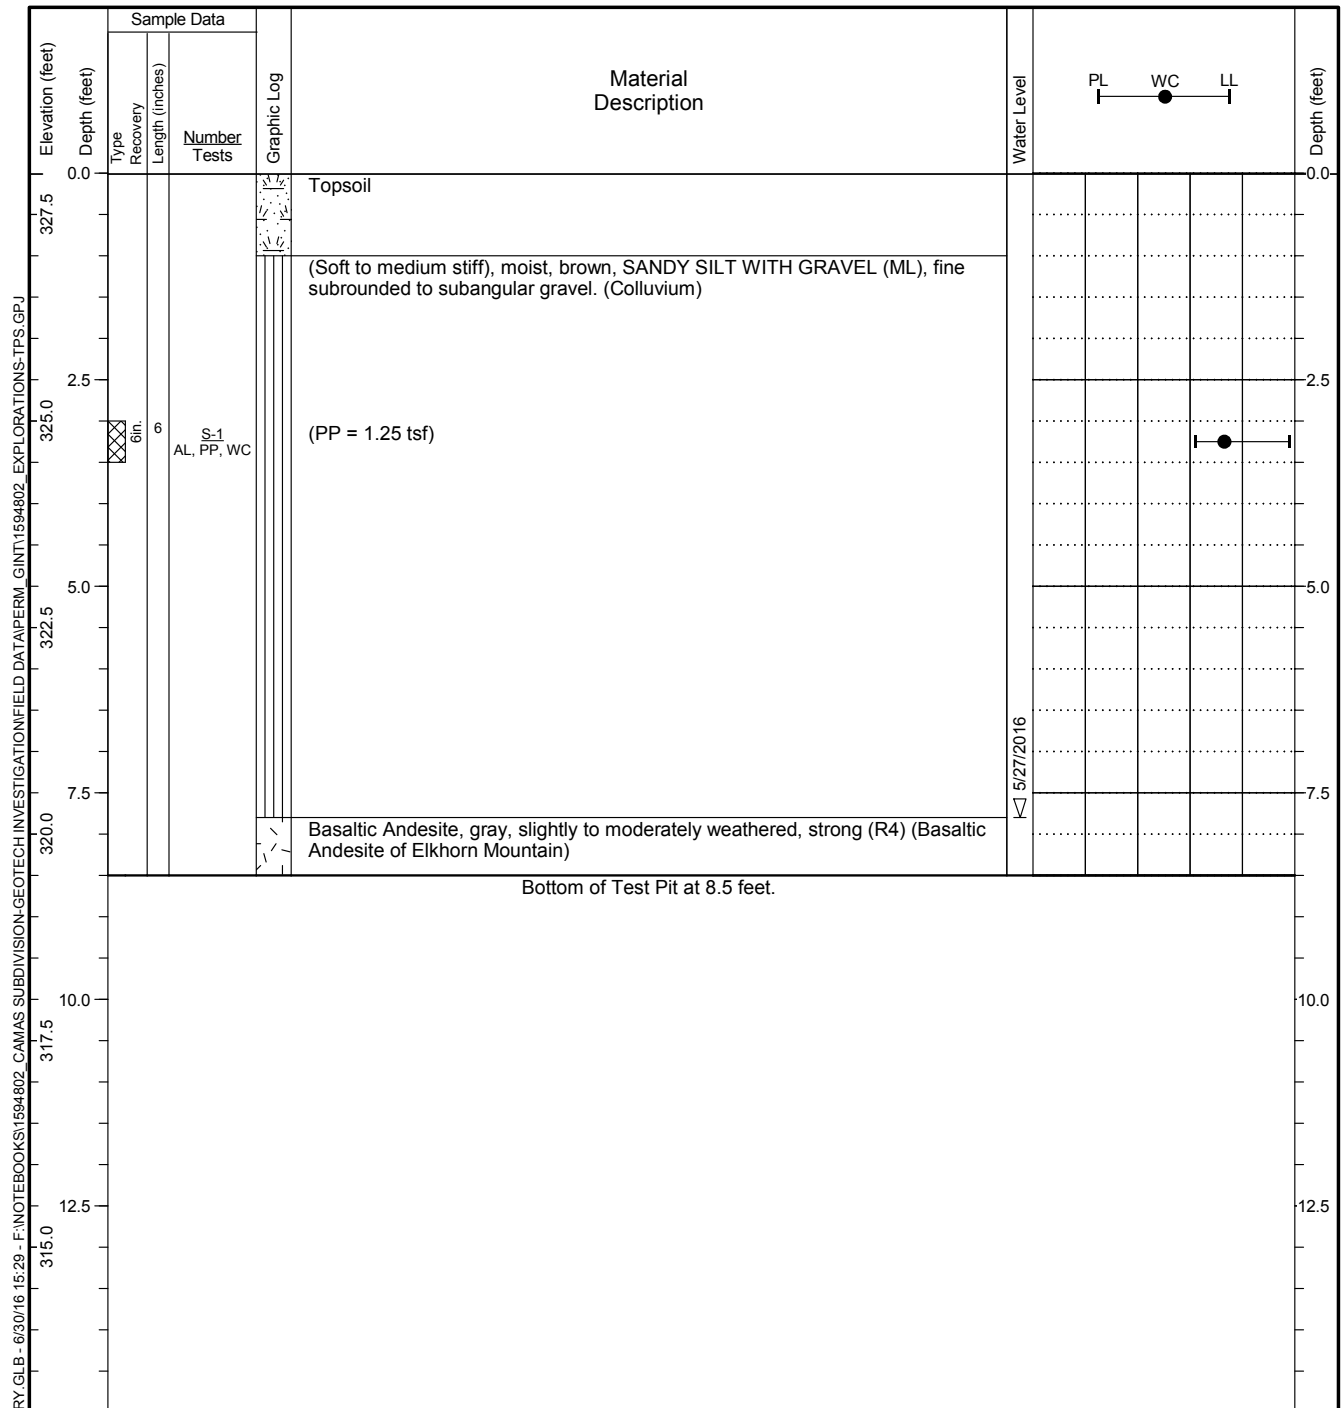 Sample Data
Elevation (feet)
Depth (feet)
Type
Recovery
Length (inches)
Number
Tests
Graphic Log
Material
Description
Water Level
PL WC LL
Depth (feet)
0.0
Topsoil
0.0
327.5
(Soft to medium stiff), moist, brown, SANDY SILT WITH GRAVEL (ML), fine
subrounded to subangular gravel. (Colluvium)
2.5
2.5
325.0
6in.
6
S-1
AL, PP, WC
(PP = 1.25 tsf)
5.0
5.0
322.5
5/27/2016
7.5
7.5
320.0
Basaltic Andesite, gray, slightly to moderately weathered, strong (R4) (Basaltic
Andesite of Elkhorn Mountain)
Bottom of Test Pit at 8.5 feet.
10.0
10.0
317.5
12.5
12.5
315.0
RY.GLB - 6/30/16 15:29 - F:\NOTEBOOKS\1594802_CAMAS SUBDIVISION-GEOTECH INVESTIGATION\FIELD DATA\PERM_GINT\1594802_EXPLORATIONS-TPS.GPJ